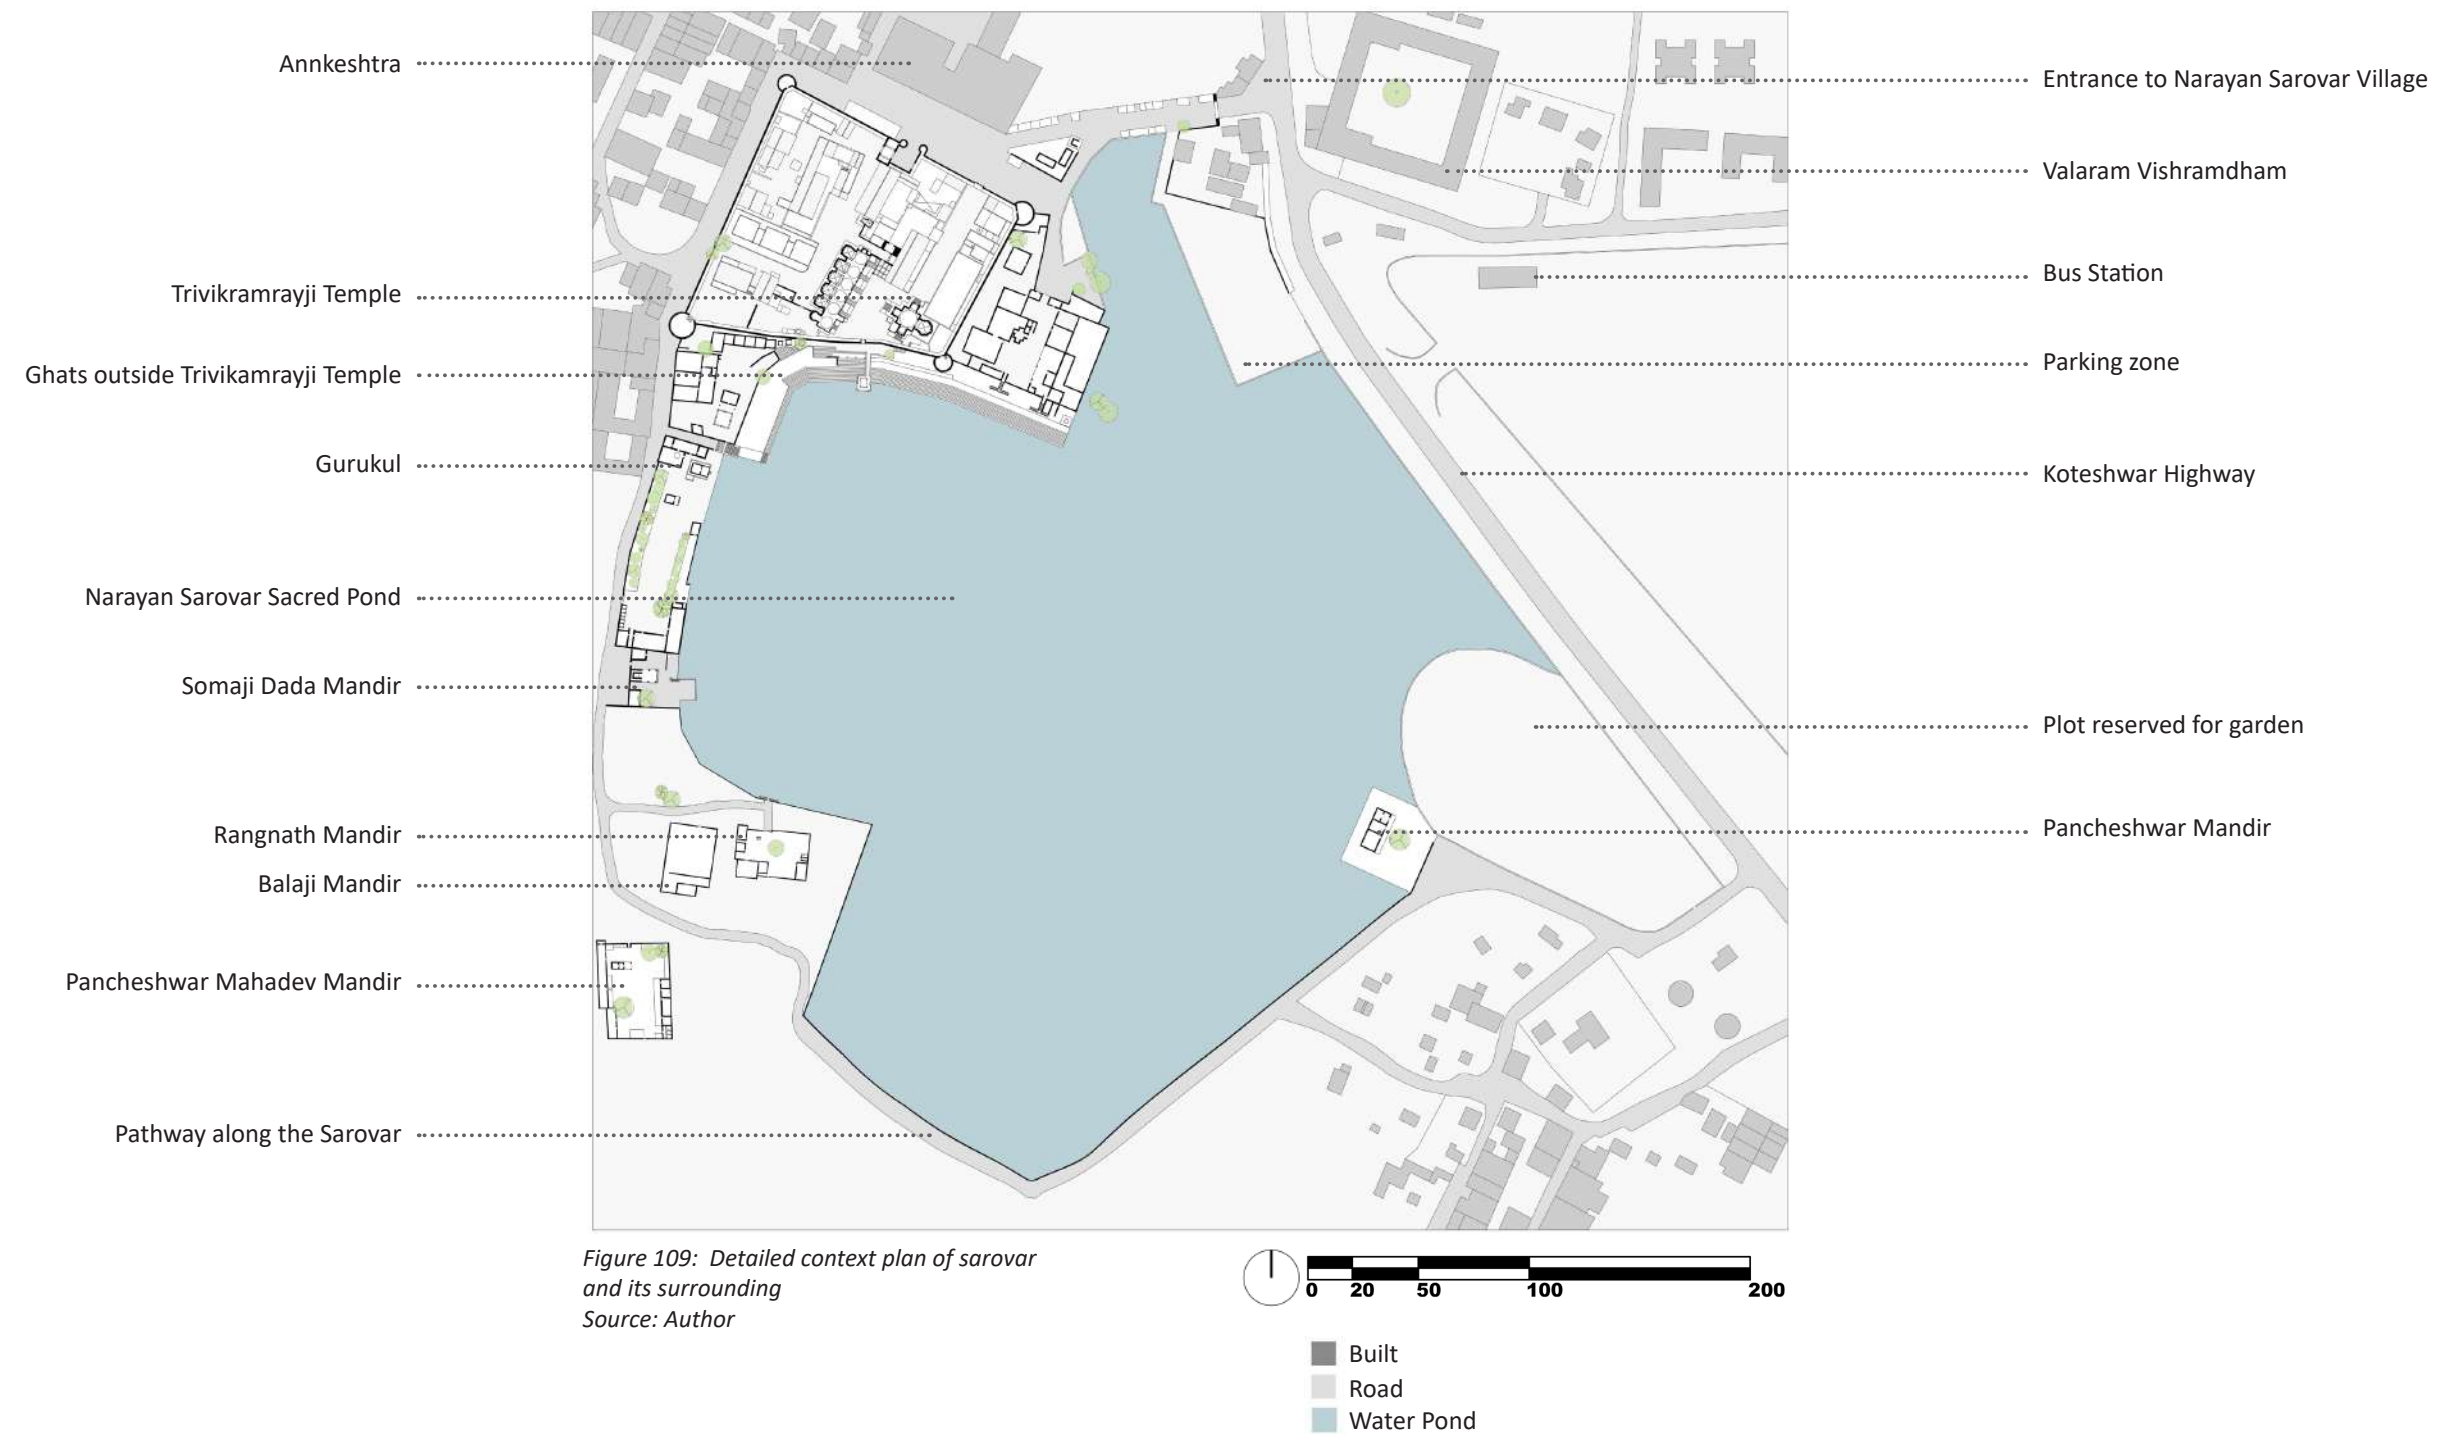 Annkeshtra
Trivikramrayji Temple
Ghats outside Trivikamrayji Temple
Gurukul
Narayan Sarovar Sacred Pond
Somaji Dada Mandir
Rangnath Mandir
Balaji Mandir
Pancheshwar Mahadev Mandir
Pathway along the Sarovar
Entrance to Narayan Sarovar Village
Valaram Vishramdham
Bus Station
Parking zone
Koteshwar Highway
Plot reserved for garden
Pancheshwar Mandir
Figure 109: Detailed context plan of sarovar
and its surrounding
Source: Author
0 20 50 100 200
Built
Road
Water Pond